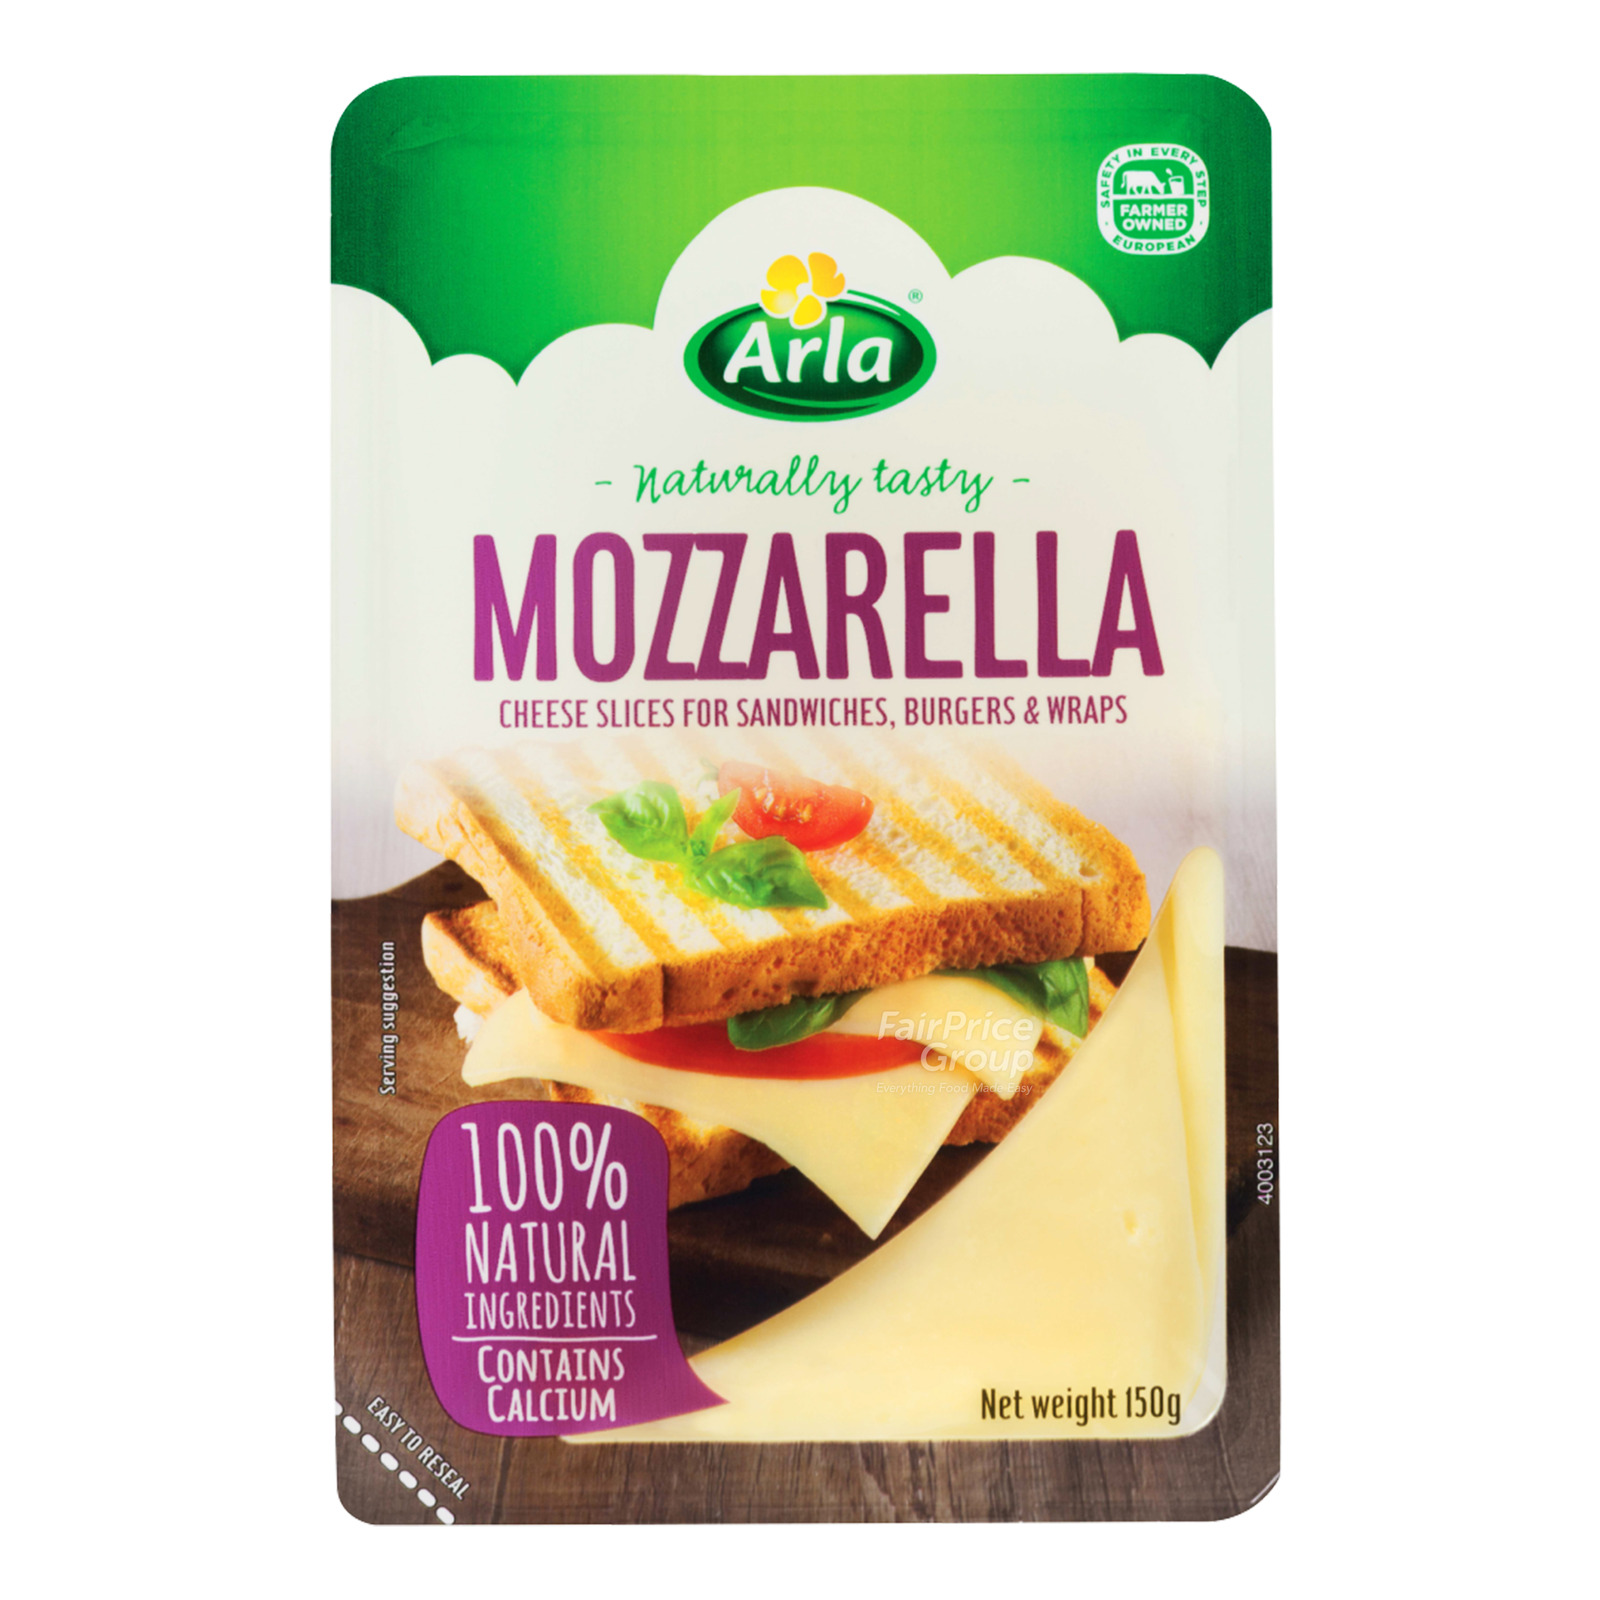 SAFETY IN EVERY STEP
FARMER
OWNED
EUROPEAN
Arla®
- Naturally tasty -
MOZZARELLA
CHEESE SLICES FOR SANDWICHES, BURGERS & WRAPS
Serving suggestion
FairPrice
Group
Everything Food Made Easy
100%
NATURAL
INGREDIENTS
CONTAINS
CALCIUM
4003123
Net weight 150g
EASY TO RESEAL